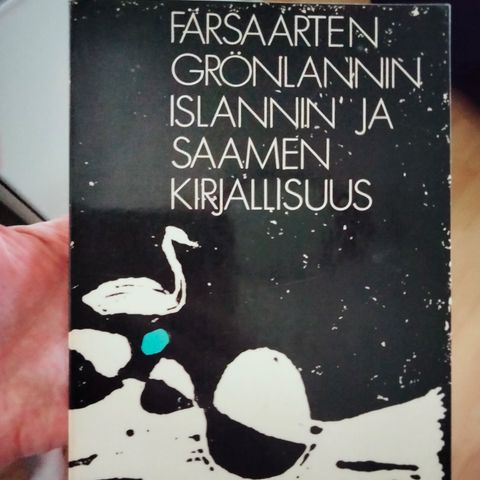 FÄRSAARTEN
GRÖNLANNIN
ISLANNIN JA
SAAMEN
KIRJALLISUUS